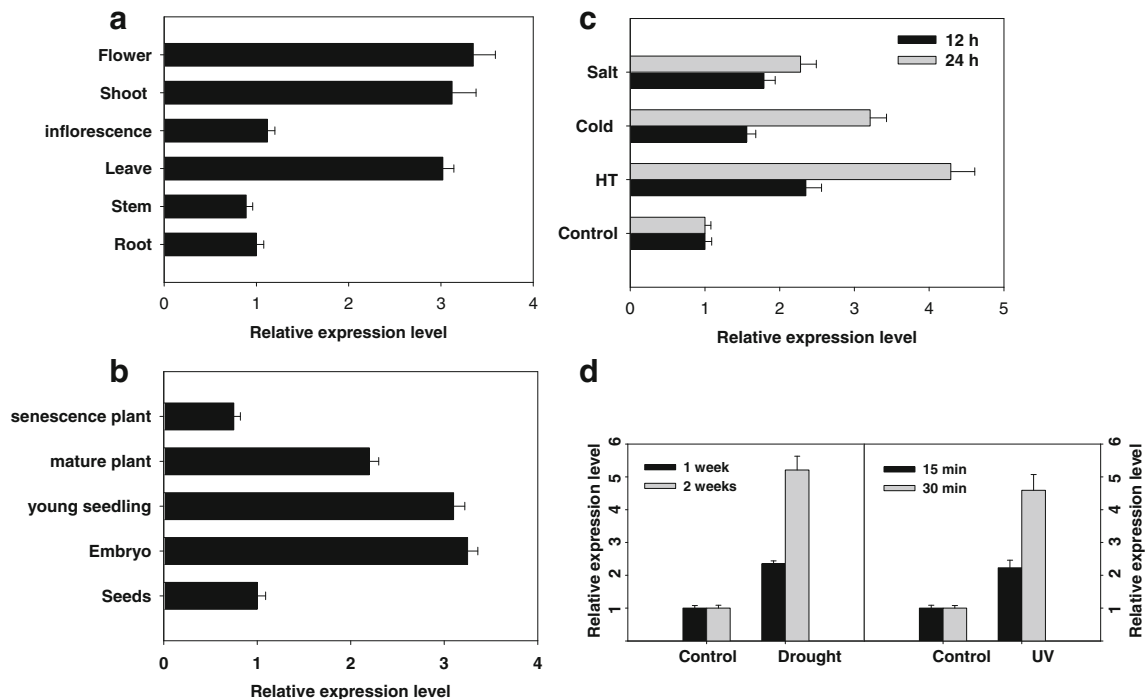 a
Flower
Shoot
inflorescence
Leave
Stem
Root
0 1 2 3 4
Relative expression level
b
senescence plant
mature plant
young seedling
Embryo
Seeds
0 1 2 3 4
Relative expression level
c
12 h
24 h
Salt
Cold
HT
Control
0 1 2 3 4 5
Relative expression level
d
Relative expression level
1 2 3 4 5 6
1 week
2 weeks
Control Drought
15 min
30 min
Control UV
1 2 3 4 5 6
Relative expression level